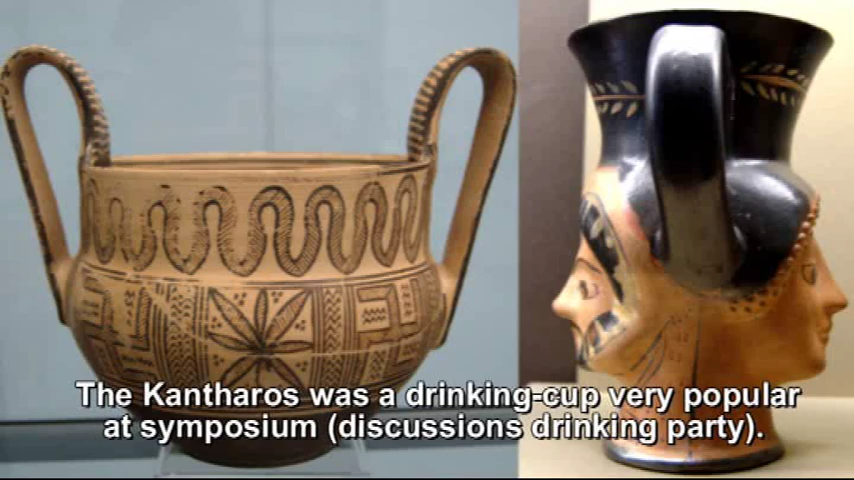 The Kantharos was a drinking-cup very popular
at symposium (discussions drinking party).